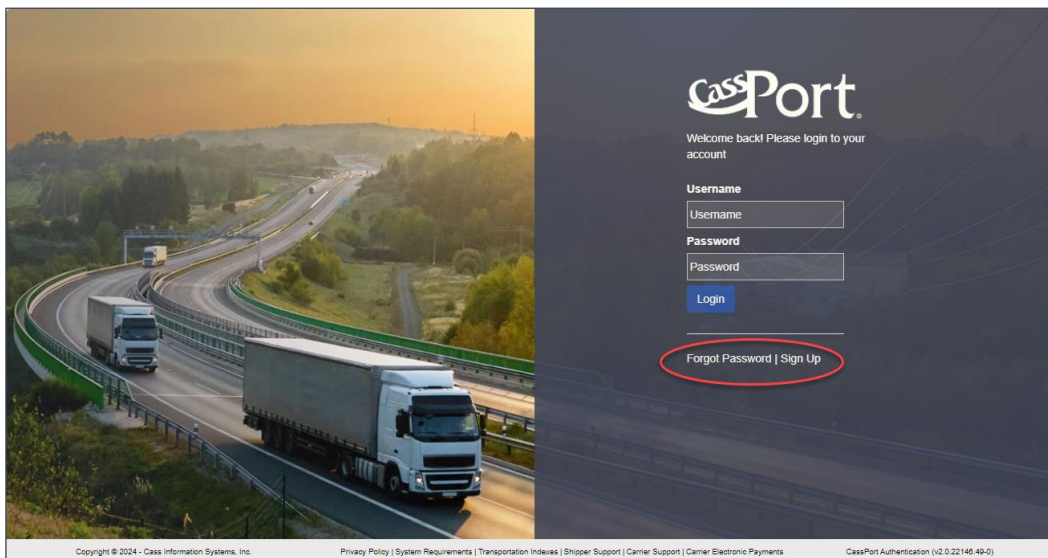 CassPort®
Welcome back! Please login to your
account
Username
Username
Password
Password
Login
Forgot Password | Sign Up
Copyright © 2024 - Cass Information Systems, Inc.
Privacy Policy | System Requirements | Transportation Indexes | Shipper Support | Carrier Support | Carrier Electronic Payments
CassPort Authentication (v2.0.22146.49-0)